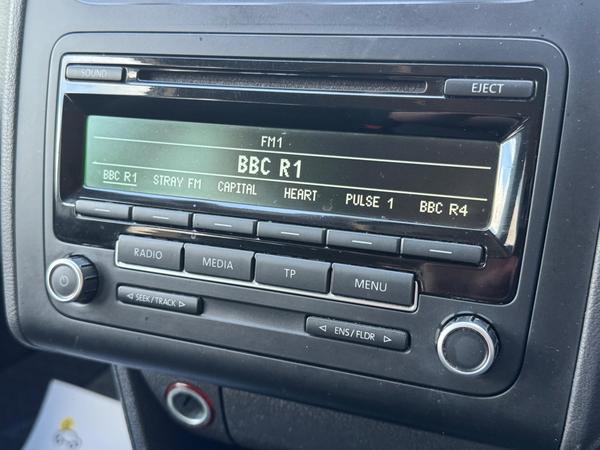 SOUND
EJECT
FM1
BBC R1
BBC R1 STRAY FM CAPITAL HEART PULSE 1 BBC R4
RADIO MEDIA TP MENU
◁ SEEK/TRACK ▷
◁ ENS/FLDR ▷